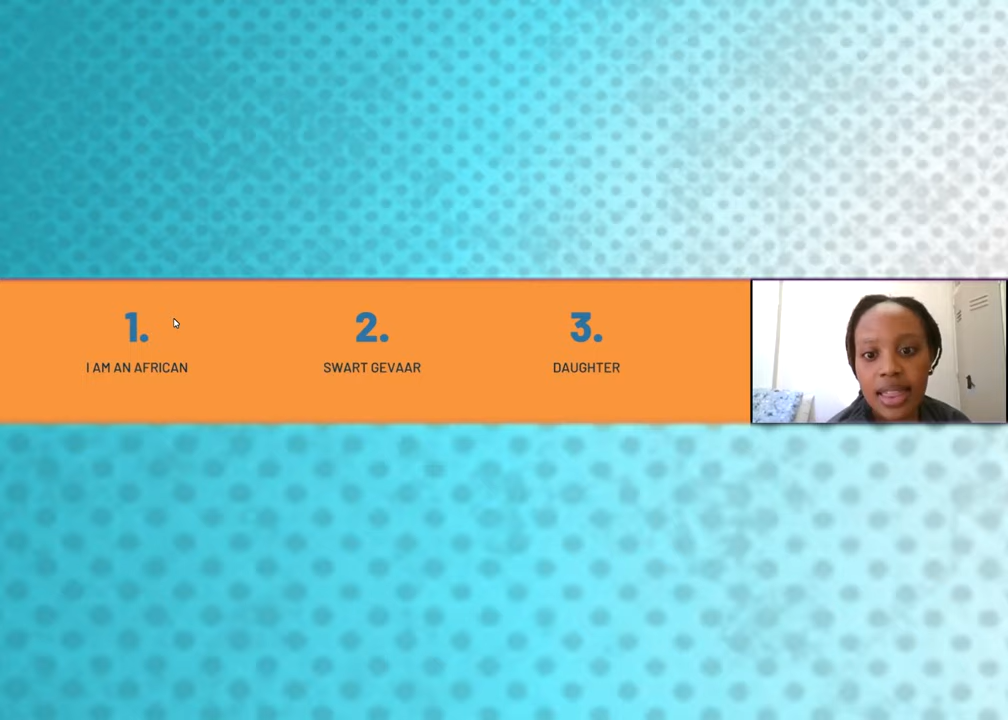 1.
2.
3.
I AM AN AFRICAN
SWART GEVAAR
DAUGHTER